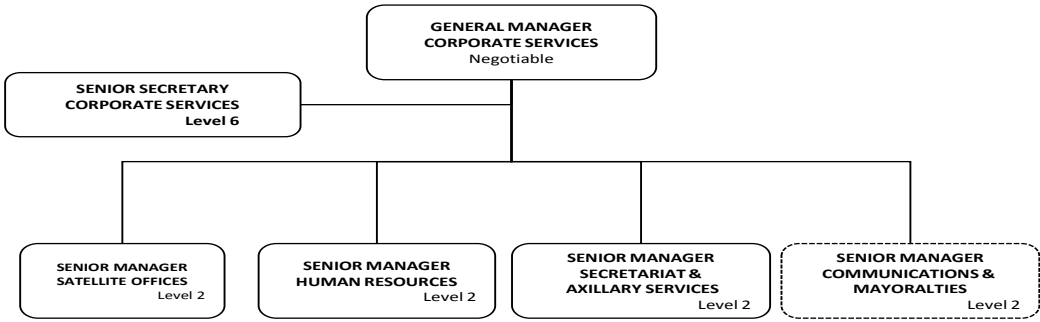 GENERAL MANAGER
CORPORATE SERVICES
Negotiable
SENIOR SECRETARY
CORPORATE SERVICES
Level 6
SENIOR MANAGER
SATELLITE OFFICES
Level 2
SENIOR MANAGER
HUMAN RESOURCES
Level 2
SENIOR MANAGER
SECRETARIAT &
AXILLARY SERVICES
Level 2
SENIOR MANAGER
COMMUNICATIONS &
MAYORALTIES
Level 2